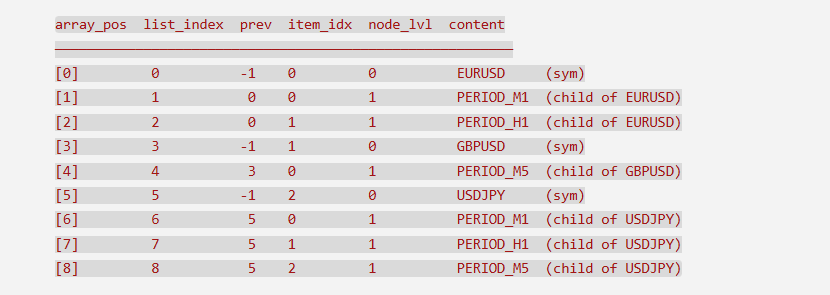 array_pos  list_index  prev  item_idx  node_lvl  content
─────────────────────────────────────────────────────────
[0]         0          -1    0         0          EURUSD     (sym)
[1]         1           0    0         1          PERIOD_M1  (child of EURUSD)
[2]         2           0    1         1          PERIOD_H1  (child of EURUSD)
[3]         3          -1    1         0          GBPUSD     (sym)
[4]         4           3    0         1          PERIOD_M5  (child of GBPUSD)
[5]         5          -1    2         0          USDJPY     (sym)
[6]         6           5    0         1          PERIOD_M1  (child of USDJPY)
[7]         7           5    1         1          PERIOD_H1  (child of USDJPY)
[8]         8           5    2         1          PERIOD_M5  (child of USDJPY)